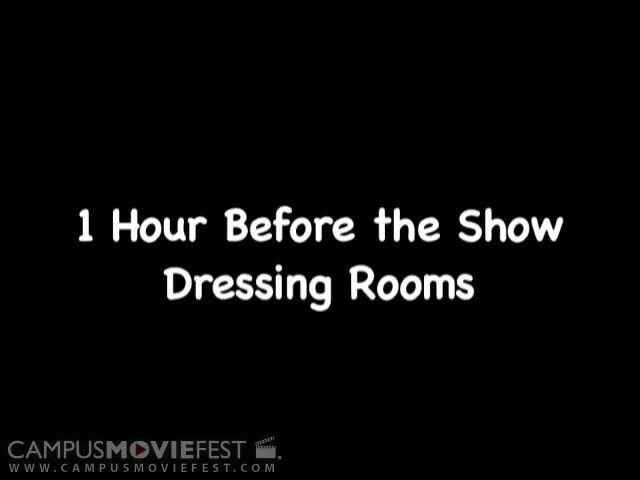 1 Hour Before the Show
Dressing Rooms
CAMPUSMOVIEFEST
WWW.CAMPUSMOVIEFEST.COM